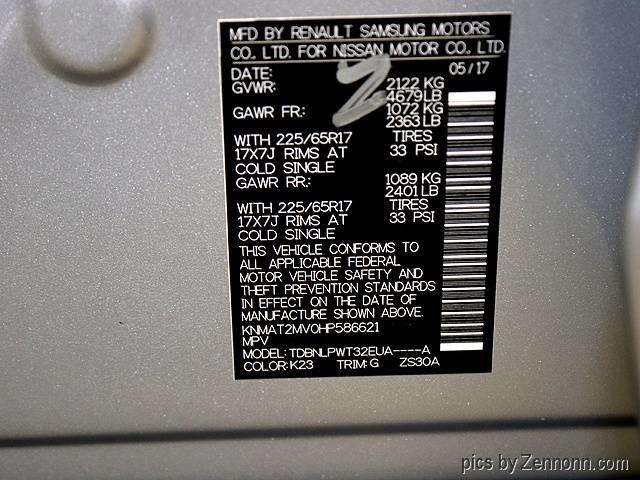 MFD BY RENAULT SAMSUNG MOTORS
CO., LTD. FOR NISSAN MOTOR CO., LTD.
DATE: 05/17
GVWR: 2122 KG
4679 LB
GAWR FR.: 1072 KG
2363 LB
WITH 225/65R17 TIRES
17X7J RIMS AT 33 PSI
COLD SINGLE
GAWR RR.: 1089 KG
2401 LB
WITH 225/65R17 TIRES
17X7J RIMS AT 33 PSI
COLD SINGLE
THIS VEHICLE CONFORMS TO
ALL APPLICABLE FEDERAL
MOTOR VEHICLE SAFETY AND
THEFT PREVENTION STANDARDS
IN EFFECT ON THE DATE OF
MANUFACTURE SHOWN ABOVE.
KNMAT2MV0HP586621
MPV
MODEL: TDBNLPWT32EUA----A
COLOR: K23 TRIM: G ZS30A
pics by Zennonn.com